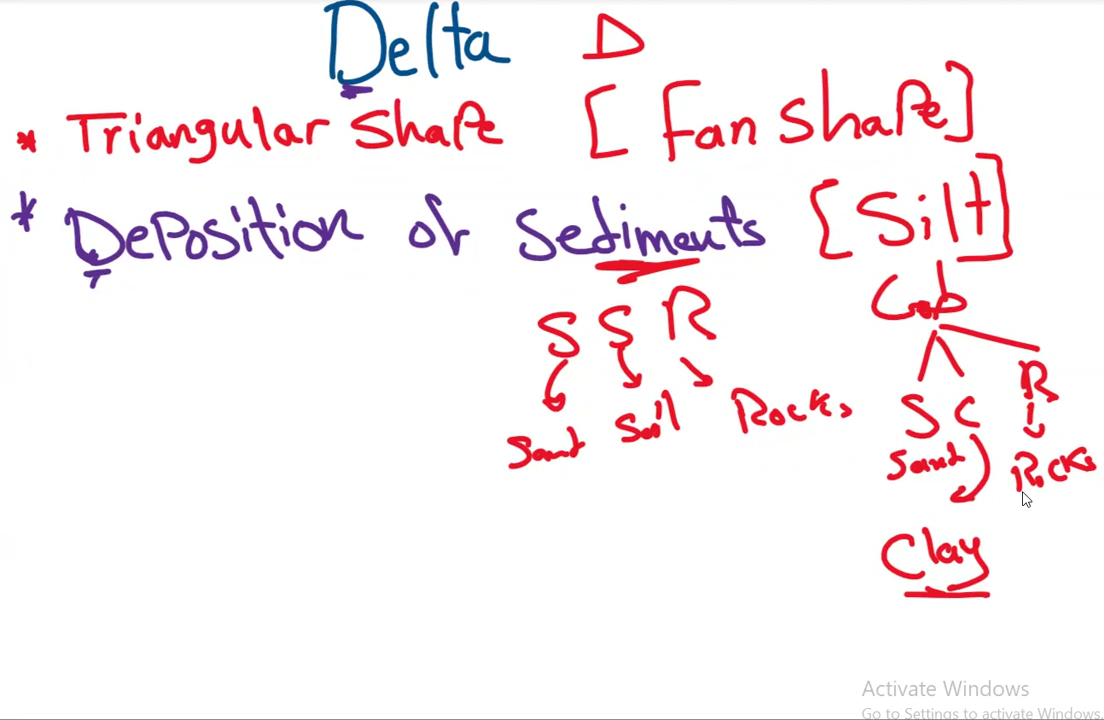 Delta D
* Triangular Shape [Fan Shape]
* Deposition of Sediments [Silt]
S S R
S C R
Sand Soil Rocks
Sand Rocks
Clay
Activate Windows
Go to Settings to activate Windows.